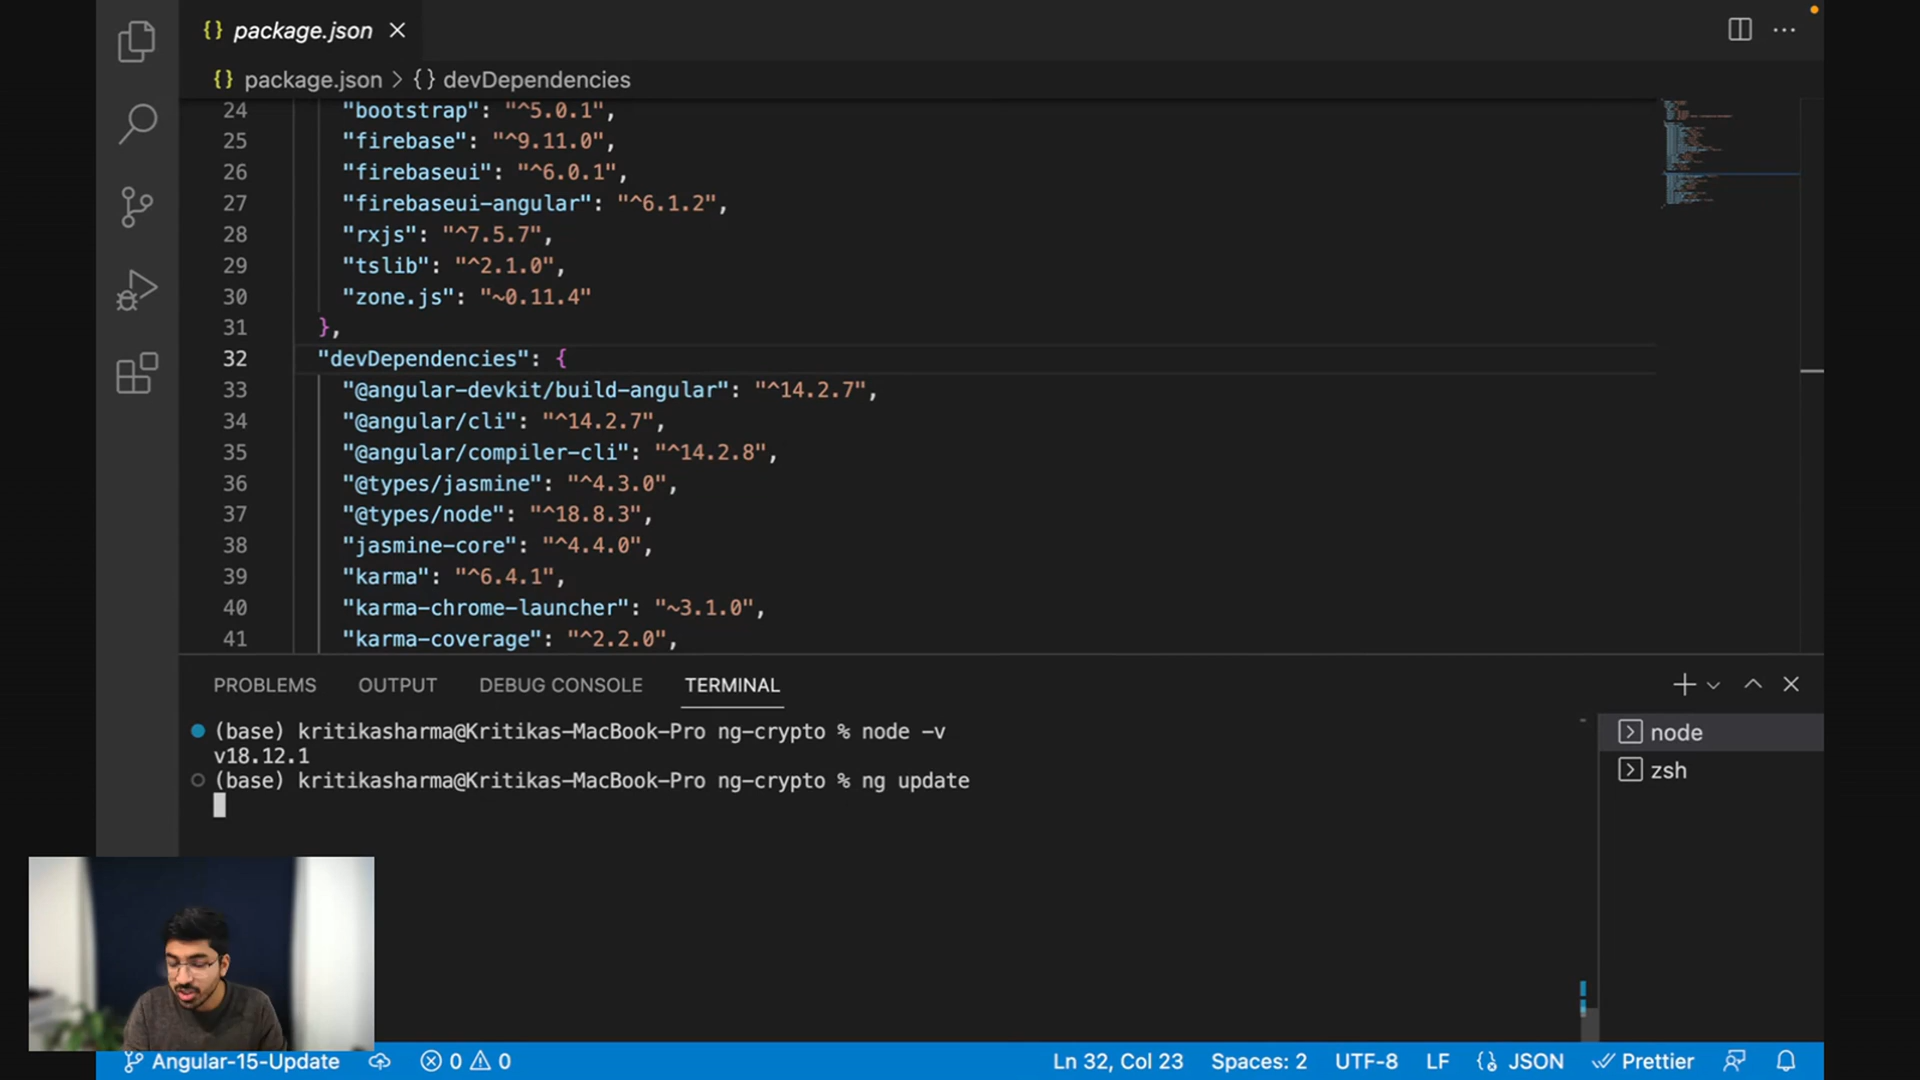 {} package.json
{} package.json > {} devDependencies
24 "bootstrap": "^5.0.1",
25 "firebase": "^9.11.0",
26 "firebaseui": "^6.0.1",
27 "firebaseui-angular": "^6.1.2",
28 "rxjs": "^7.5.7",
29 "tslib": "^2.1.0",
30 "zone.js": "~0.11.4"
31 },
32 "devDependencies": {
33 "@angular-devkit/build-angular": "^14.2.7",
34 "@angular/cli": "^14.2.7",
35 "@angular/compiler-cli": "^14.2.8",
36 "@types/jasmine": "^4.3.0",
37 "@types/node": "^18.8.3",
38 "jasmine-core": "^4.4.0",
39 "karma": "^6.4.1",
40 "karma-chrome-launcher": "~3.1.0",
41 "karma-coverage": "^2.2.0",
PROBLEMS OUTPUT DEBUG CONSOLE TERMINAL
(base) kritikasharma@Kritikas-MacBook-Pro ng-crypto % node -v
v18.12.1
(base) kritikasharma@Kritikas-MacBook-Pro ng-crypto % ng update
node
zsh
Angular-15-Update 0 0 Ln 32, Col 23 Spaces: 2 UTF-8 LF {} JSON Prettier